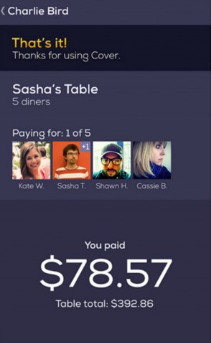 Charlie Bird
That's it!
Thanks for using Cover.
Sasha's Table
5 diners
Paying for: 1 of 5
+1
Kate W. Sasha T. Shawn H. Cassie B.
You paid
$78.57
Table total: $392.86